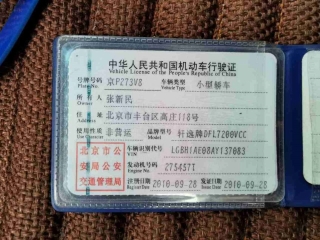 中华人民共和国机动车行驶证
Vehicle License of the People's Republic of China
号牌号码 京P273V8 车辆类型 小型轿车
Plate No. Vehicle Type
所有人 张新民
Owner
住址 北京市丰台区高庄118号
Address
使用性质 非营运 品牌型号 轩逸牌DFL7200VCC
Use Character Model
北京市公安局公安交通管理局
车辆识别代号 LGBH1AE08AY137083
VIN
发动机号码 275457T
Engine No.
注册日期 2010-09-28 发证日期 2010-09-28
Register Date Issue Date